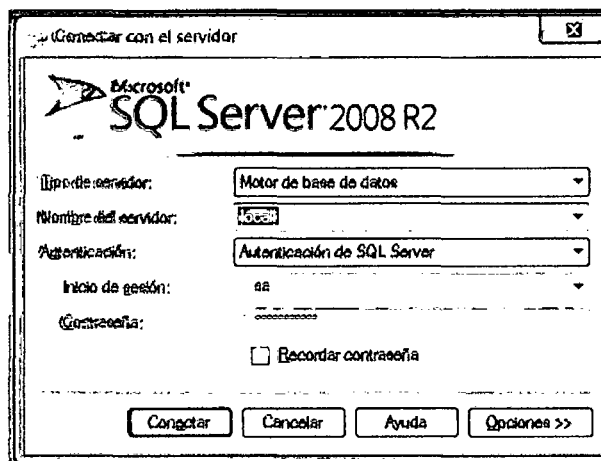 Conectar con el servidor
Microsoft
SQL Server 2008 R2
Tipo de servidor: Motor de base de datos
Nombre del servidor:
Autenticación: Autenticación de SQL Server
Inicio de sesión: sa
Contraseña:
Recordar contraseña
Conectar Cancelar Ayuda Opciones >>